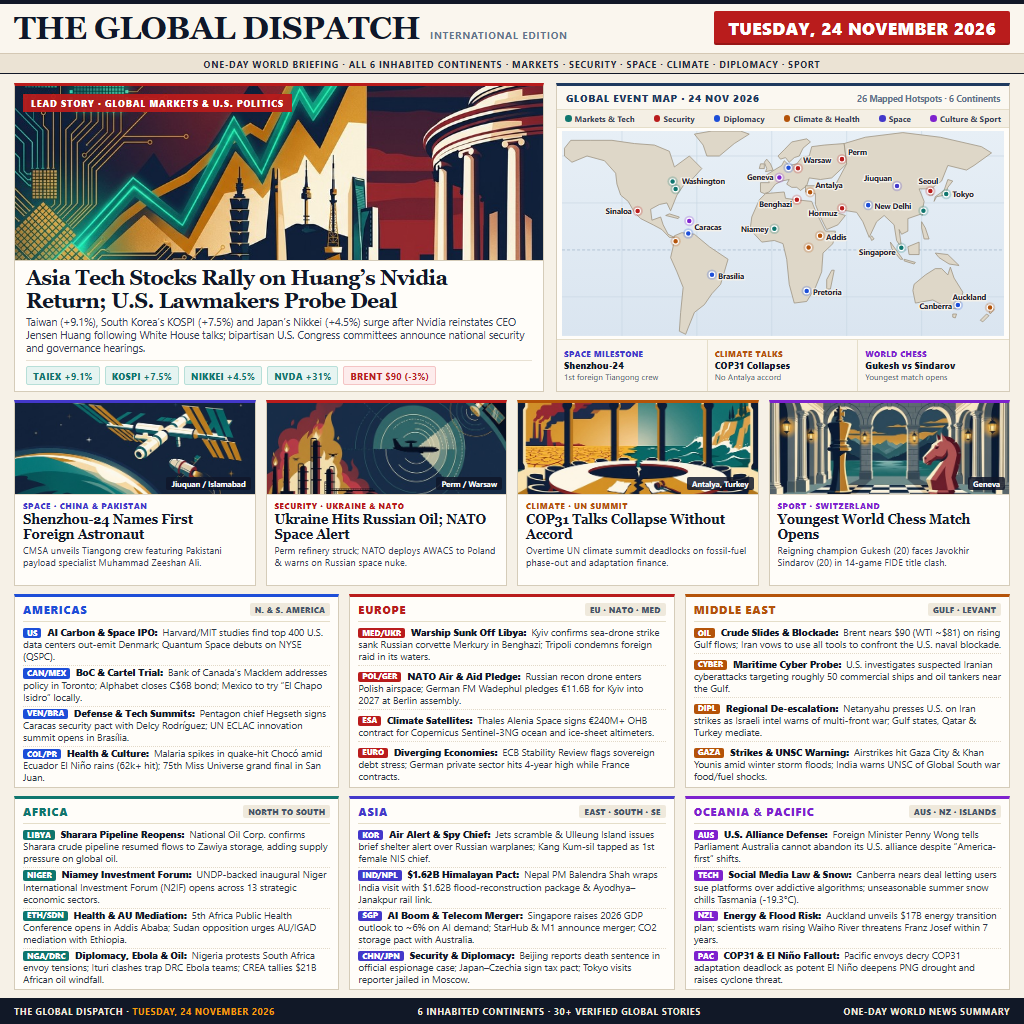 THE GLOBAL DISPATCH INTERNATIONAL EDITION
TUESDAY, 24 NOVEMBER 2026
ONE-DAY WORLD BRIEFING · ALL 6 INHABITED CONTINENTS · MARKETS · SECURITY · SPACE · CLIMATE · DIPLOMACY · SPORT
LEAD STORY · GLOBAL MARKETS & U.S. POLITICS
Asia Tech Stocks Rally on Huang’s Nvidia
Return; U.S. Lawmakers Probe Deal
Taiwan (+9.1%), South Korea’s KOSPI (+7.5%) and Japan’s Nikkei (+4.5%) surge after Nvidia reinstates CEO
Jensen Huang following White House talks; bipartisan U.S. Congress committees announce national security
and governance hearings.
TAIEX +9.1% KOSPI +7.5% NIKKEI +4.5% NVDA +31% BRENT $90 (-3%)
GLOBAL EVENT MAP · 24 NOV 2026
26 Mapped Hotspots · 6 Continents
Markets & Tech Security Diplomacy Climate & Health Space Culture & Sport
Perm
Warsaw
Geneva
Washington
Jiuquan
Seoul
Antalya
Tokyo
Benghazi
New Delhi
Sinaloa
Hormuz
Caracas
Niamey
Addis
Singapore
Brasília
Pretoria
Auckland
Canberra
SPACE MILESTONE
Shenzhou-24
1st foreign Tiangong crew
CLIMATE TALKS
COP31 Collapses
No Antalya accord
WORLD CHESS
Gukesh vs Sindarov
Youngest match opens
Jiuquan / Islamabad
SPACE · CHINA & PAKISTAN
Shenzhou-24 Names First
Foreign Astronaut
CMSA unveils Tiangong crew featuring Pakistani
payload specialist Muhammad Zeeshan Ali.
Perm / Warsaw
SECURITY · UKRAINE & NATO
Ukraine Hits Russian Oil; NATO
Space Alert
Perm refinery struck; NATO deploys AWACS to Poland
& warns on Russian space nuke.
Antalya, Turkey
CLIMATE · UN SUMMIT
COP31 Talks Collapse Without
Accord
Overtime UN climate summit deadlocks on fossil-fuel
phase-out and adaptation finance.
Geneva
SPORT · SWITZERLAND
Youngest World Chess Match
Opens
Reigning champion Gukesh (20) faces Javokhir
Sindarov (20) in 14-game FIDE title clash.
AMERICAS N. & S. AMERICA
US AI Carbon & Space IPO: Harvard/MIT studies find top 400 U.S.
data centers out-emit Denmark; Quantum Space debuts on NYSE
(QSPC).
CAN/MEX BoC & Cartel Trial: Bank of Canada’s Macklem addresses
policy in Toronto; Alphabet closes C$6B bond; Mexico to try “El Chapo
Isidro” locally.
VEN/BRA Defense & Tech Summits: Pentagon chief Hegseth signs
Caracas security pact with Delcy Rodríguez; UN ECLAC innovation
summit opens in Brasília.
COL/PR Health & Culture: Malaria spikes in quake-hit Chocó amid
Ecuador El Niño rains (62k+ hit); 75th Miss Universe grand final in San
Juan.
EUROPE EU · NATO · MED
MED/UKR Warship Sunk Off Libya: Kyiv confirms sea-drone strike
sank Russian corvette Merkury in Benghazi; Tripoli condemns foreign
raid in its waters.
POL/GER NATO Air & Aid Pledge: Russian recon drone enters
Polish airspace; German FM Wadephul pledges €11.6B for Kyiv into
2027 at Berlin assembly.
ESA Climate Satellites: Thales Alenia Space signs €240M+ OHB
contract for Copernicus Sentinel-3NG ocean and ice-sheet altimeters.
EURO Diverging Economies: ECB Stability Review flags sovereign
debt stress; German private sector hits 4-year high while France
contracts.
MIDDLE EAST GULF · LEVANT
OIL Crude Slides & Blockade: Brent nears $90 (WTI ~$81) on rising
Gulf flows; Iran vows to use all tools to confront the U.S. naval blockade.
CYBER Maritime Cyber Probe: U.S. investigates suspected Iranian
cyberattacks targeting roughly 50 commercial ships and oil tankers near
the Gulf.
DIPL Regional De-escalation: Netanyahu presses U.S. on Iran
strikes as Israeli intel warns of multi-front war; Gulf states, Qatar &
Turkey mediate.
GAZA Strikes & UNSC Warning: Airstrikes hit Gaza City & Khan
Younis amid winter storm floods; India warns UNSC of Global South war
food/fuel shocks.
AFRICA NORTH TO SOUTH
LIBYA Sharara Pipeline Reopens: National Oil Corp. confirms
Sharara crude pipeline resumed flows to Zawiya storage, adding supply
pressure on global oil.
NIGER Niamey Investment Forum: UNDP-backed inaugural Niger
International Investment Forum (N2IF) opens across 13 strategic
economic sectors.
ETH/SDN Health & AU Mediation: 5th Africa Public Health
Conference opens in Addis Ababa; Sudan opposition urges AU/IGAD
mediation with Ethiopia.
NGA/DRC Diplomacy, Ebola & Oil: Nigeria protests South Africa
envoy tensions; Ituri clashes trap DRC Ebola teams; CREA tallies $21B
African oil windfall.
ASIA EAST · SOUTH · SE
KOR Air Alert & Spy Chief: Jets scramble & Ulleung Island issues
brief shelter alert over Russian warplanes; Kang Kum-sil tapped as 1st
female NIS chief.
IND/NPL $1.62B Himalayan Pact: Nepal PM Balendra Shah wraps
India visit with $1.62B flood-reconstruction package & Ayodhya–
Janakpur rail link.
SGP AI Boom & Telecom Merger: Singapore raises 2026 GDP
outlook to ~6% on AI demand; StarHub & M1 announce merger; CO2
storage pact with Australia.
CHN/JPN Security & Diplomacy: Beijing reports death sentence in
official espionage case; Japan–Czechia sign tax pact; Tokyo visits
reporter jailed in Moscow.
OCEANIA & PACIFIC AUS · NZ · ISLANDS
AUS U.S. Alliance Defense: Foreign Minister Penny Wong tells
Parliament Australia cannot abandon its U.S. alliance despite “America-
first” shifts.
TECH Social Media Law & Snow: Canberra nears deal letting users
sue platforms over addictive algorithms; unseasonable summer snow
chills Tasmania (-19.3°C).
NZL Energy & Flood Risk: Auckland unveils $17B energy transition
plan; scientists warn rising Waiho River threatens Franz Josef within 7
years.
PAC COP31 & El Niño Fallout: Pacific envoys decry COP31
adaptation deadlock as potent El Niño deepens PNG drought and
raises cyclone threat.
THE GLOBAL DISPATCH · TUESDAY, 24 NOVEMBER 2026
6 INHABITED CONTINENTS · 30+ VERIFIED GLOBAL STORIES
ONE-DAY WORLD NEWS SUMMARY